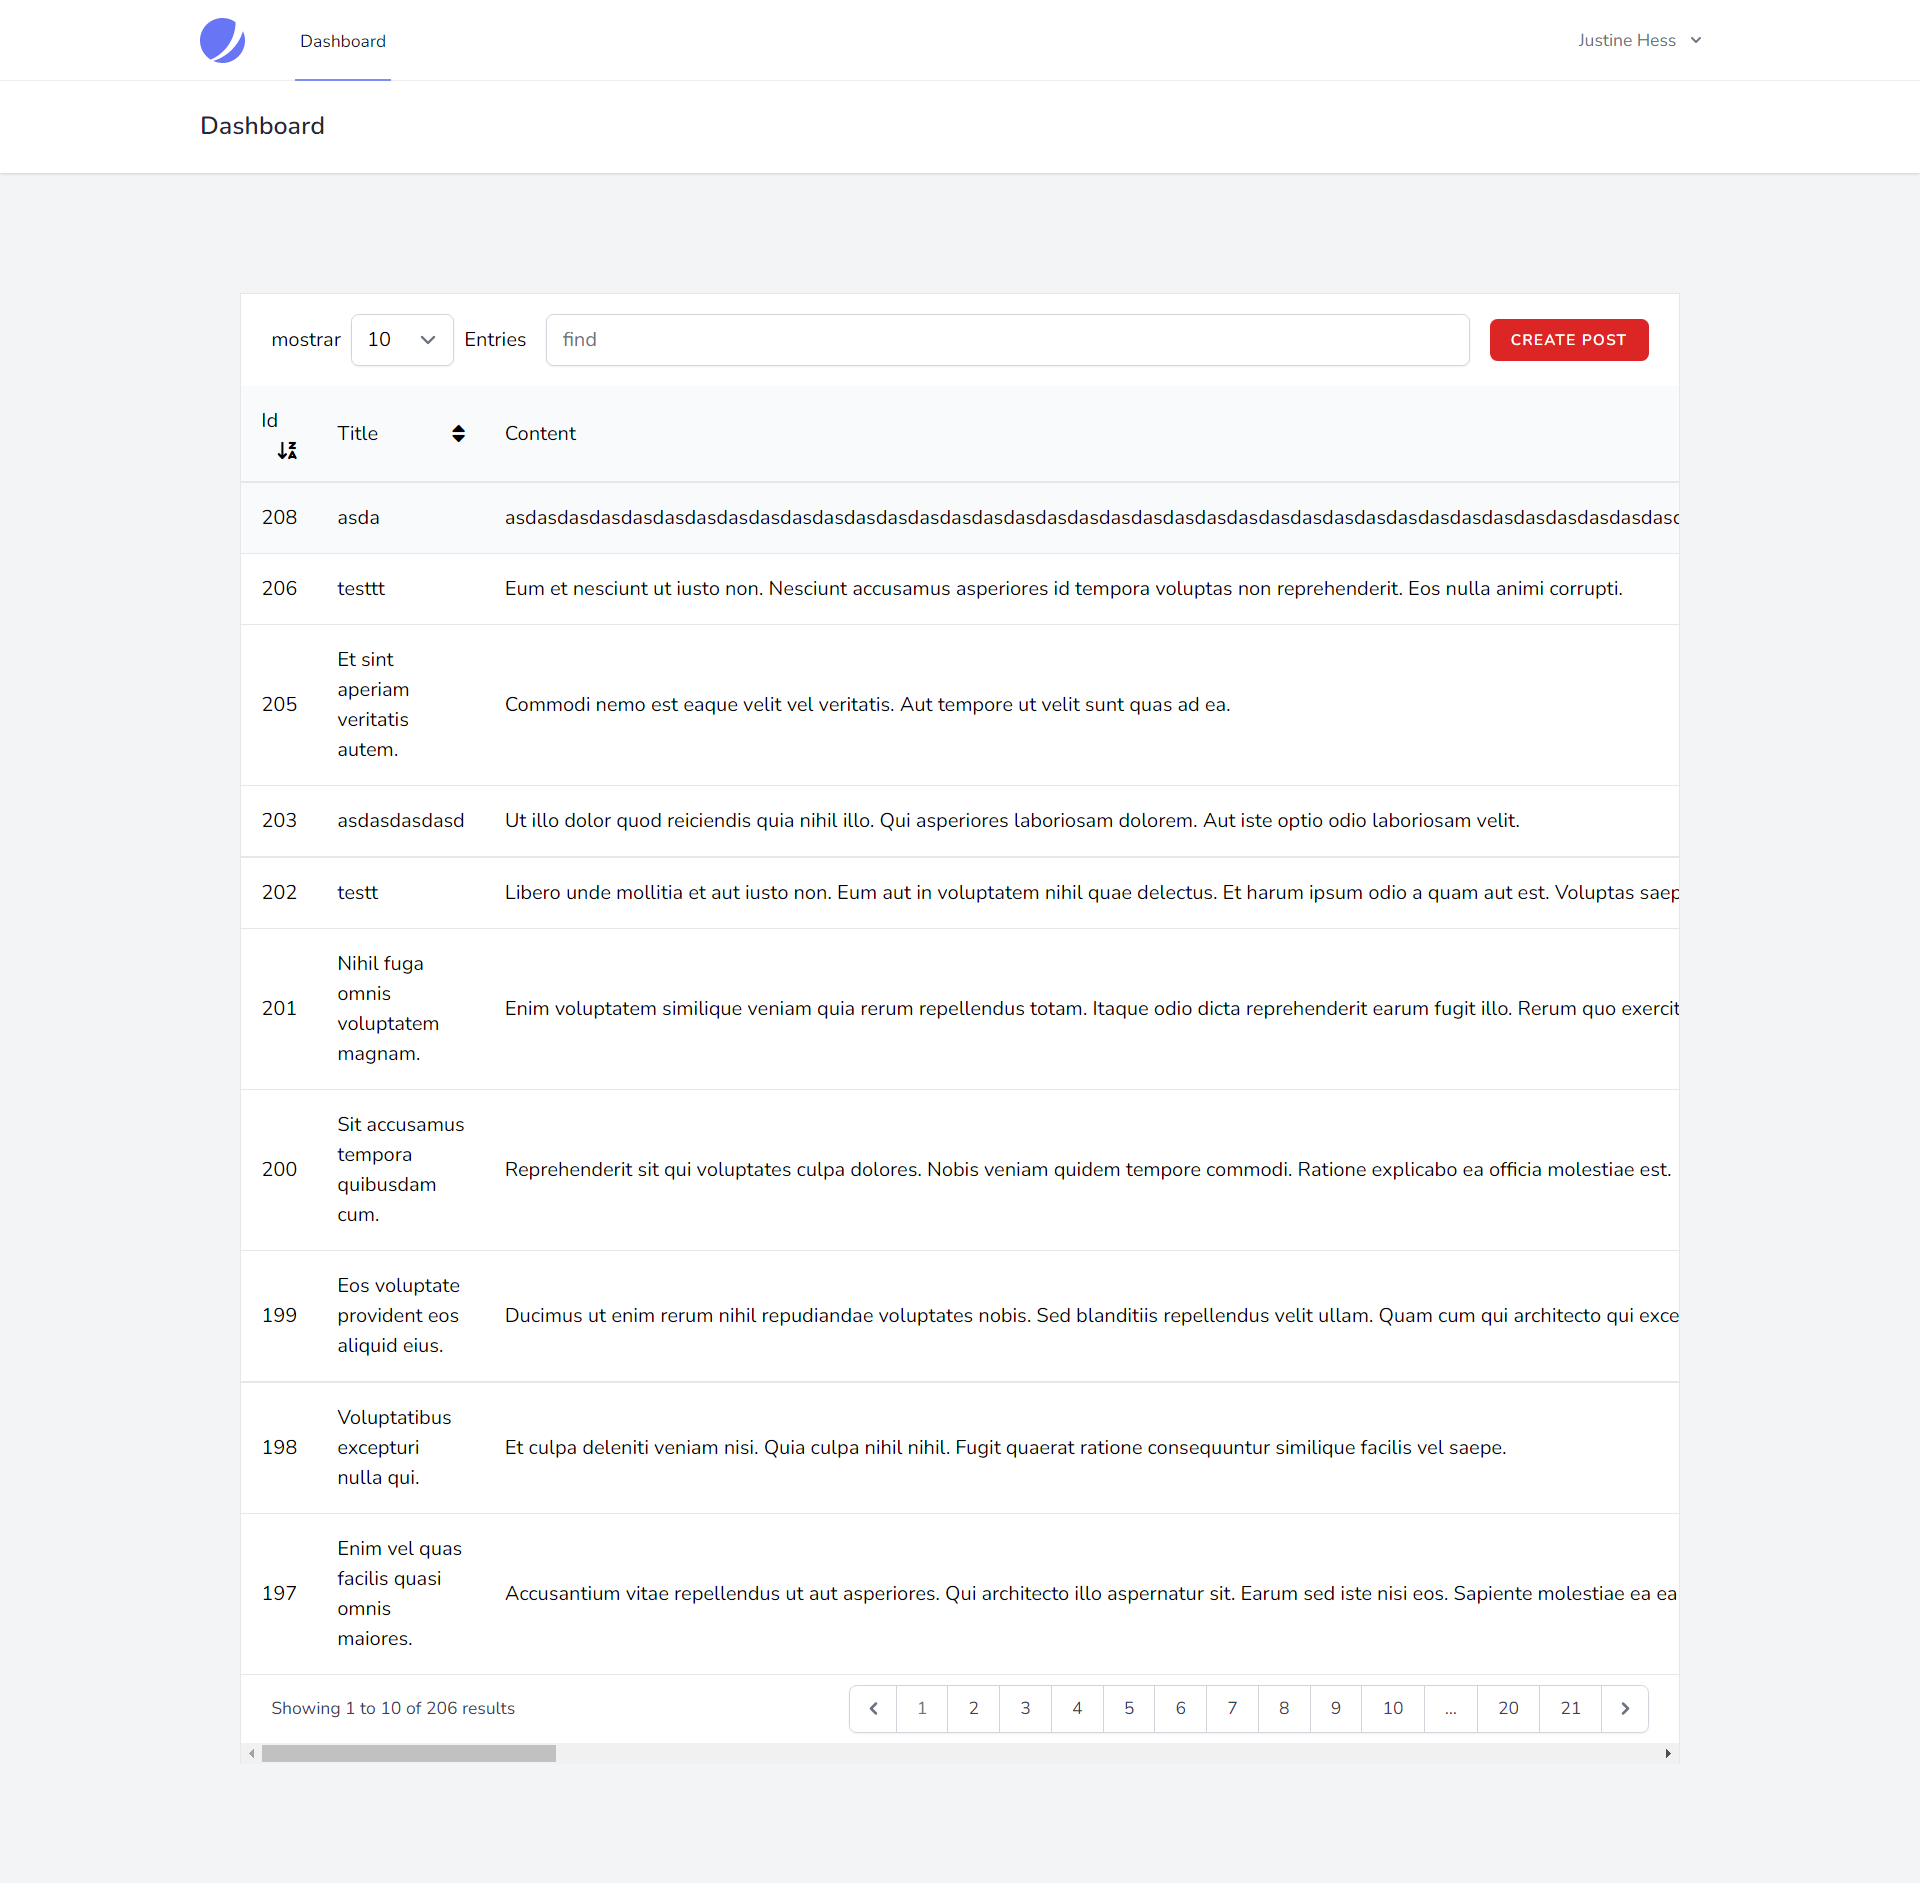 Dashboard
Justine Hess
Dashboard
mostrar 10 Entries find CREATE POST
Id Title Content
208 asda
206 testtt Eum et nesciunt ut iusto non. Nesciunt accusamus asperiores id tempora voluptas non reprehenderit. Eos nulla animi corrupti.
Et sint
aperiam
205 Commodi nemo est eaque velit vel veritatis. Aut tempore ut velit sunt quas ad ea.
veritatis
autem.
203 asdasdasdasd Ut illo dolor quod reiciendis quia nihil illo. Qui asperiores laboriosam dolorem. Aut iste optio odio laboriosam velit.
202 testt Libero unde mollitia et aut iusto non. Eum aut in voluptatem nihil quae delectus. Et harum ipsum odio a quam aut est. Voluptas saep
Nihil fuga
omnis
201 Enim voluptatem similique veniam quia rerum repellendus totam. Itaque odio dicta reprehenderit earum fugit illo. Rerum quo exercit
voluptatem
magnam.
Sit accusamus
tempora
200 Reprehenderit sit qui voluptates culpa dolores. Nobis veniam quidem tempore commodi. Ratione explicabo ea officia molestiae est.
quibusdam
cum.
Eos voluptate
199 provident eos Ducimus ut enim rerum nihil repudiandae voluptates nobis. Sed blanditiis repellendus velit ullam. Quam cum qui architecto qui exce
aliquid eius.
Voluptatibus
198 excepturi Et culpa deleniti veniam nisi. Quia culpa nihil nihil. Fugit quaerat ratione consequuntur similique facilis vel saepe.
nulla qui.
Enim vel quas
facilis quasi
197 Accusantium vitae repellendus ut aut asperiores. Qui architecto illo aspernatur sit. Earum sed iste nisi eos. Sapiente molestiae ea ea
omnis
maiores.
Showing 1 to 10 of 206 results
1 2 3 4 5 6 7 8 9 10 ... 20 21